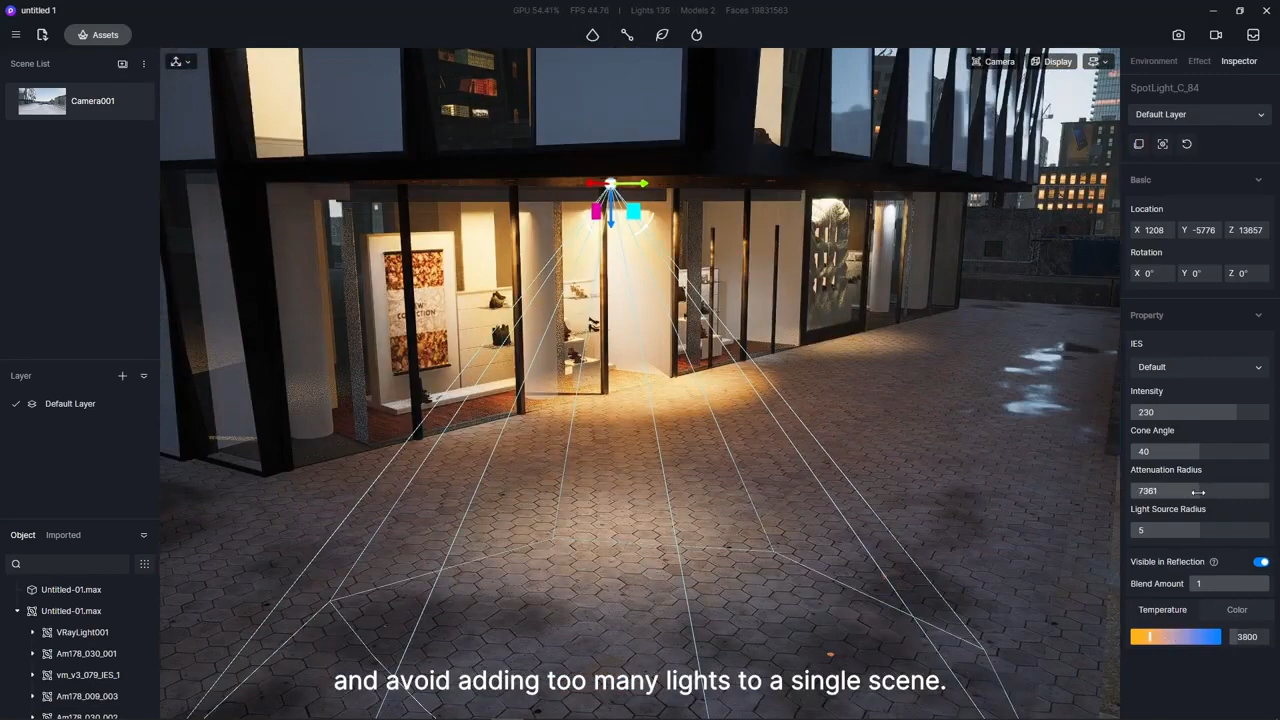 untitled 1
GPU 54.41% FPS 44.76 | Lights 136 Models 2 Faces 19831563
Assets
Scene List
Camera001
Camera
Display
Environment Effect Inspector
SpotLight_C_84
Default Layer
Basic
Location
X 1208 Y -5776 Z 13657
Rotation
X 0° Y 0° Z 0°
Property
IES
Default
Intensity
230
Cone Angle
40
Attenuation Radius
7361
Light Source Radius
5
Visible in Reflection
Blend Amount 1
Temperature Color
3800
Layer
Default Layer
Object Imported
Untitled-01.max
Untitled-01.max
VRayLight001
Am178_030_001
vm_v3_079_IES_1
Am178_009_003
Am178_030_002
COLLECTION
and avoid adding too many lights to a single scene.